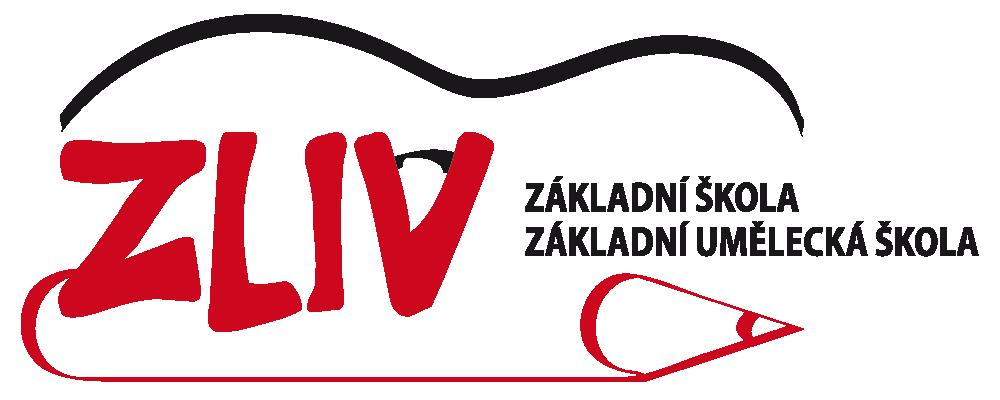 ZLIV
ZÁKLADNÍ ŠKOLA
ZÁKLADNÍ UMĚLECKÁ ŠKOLA